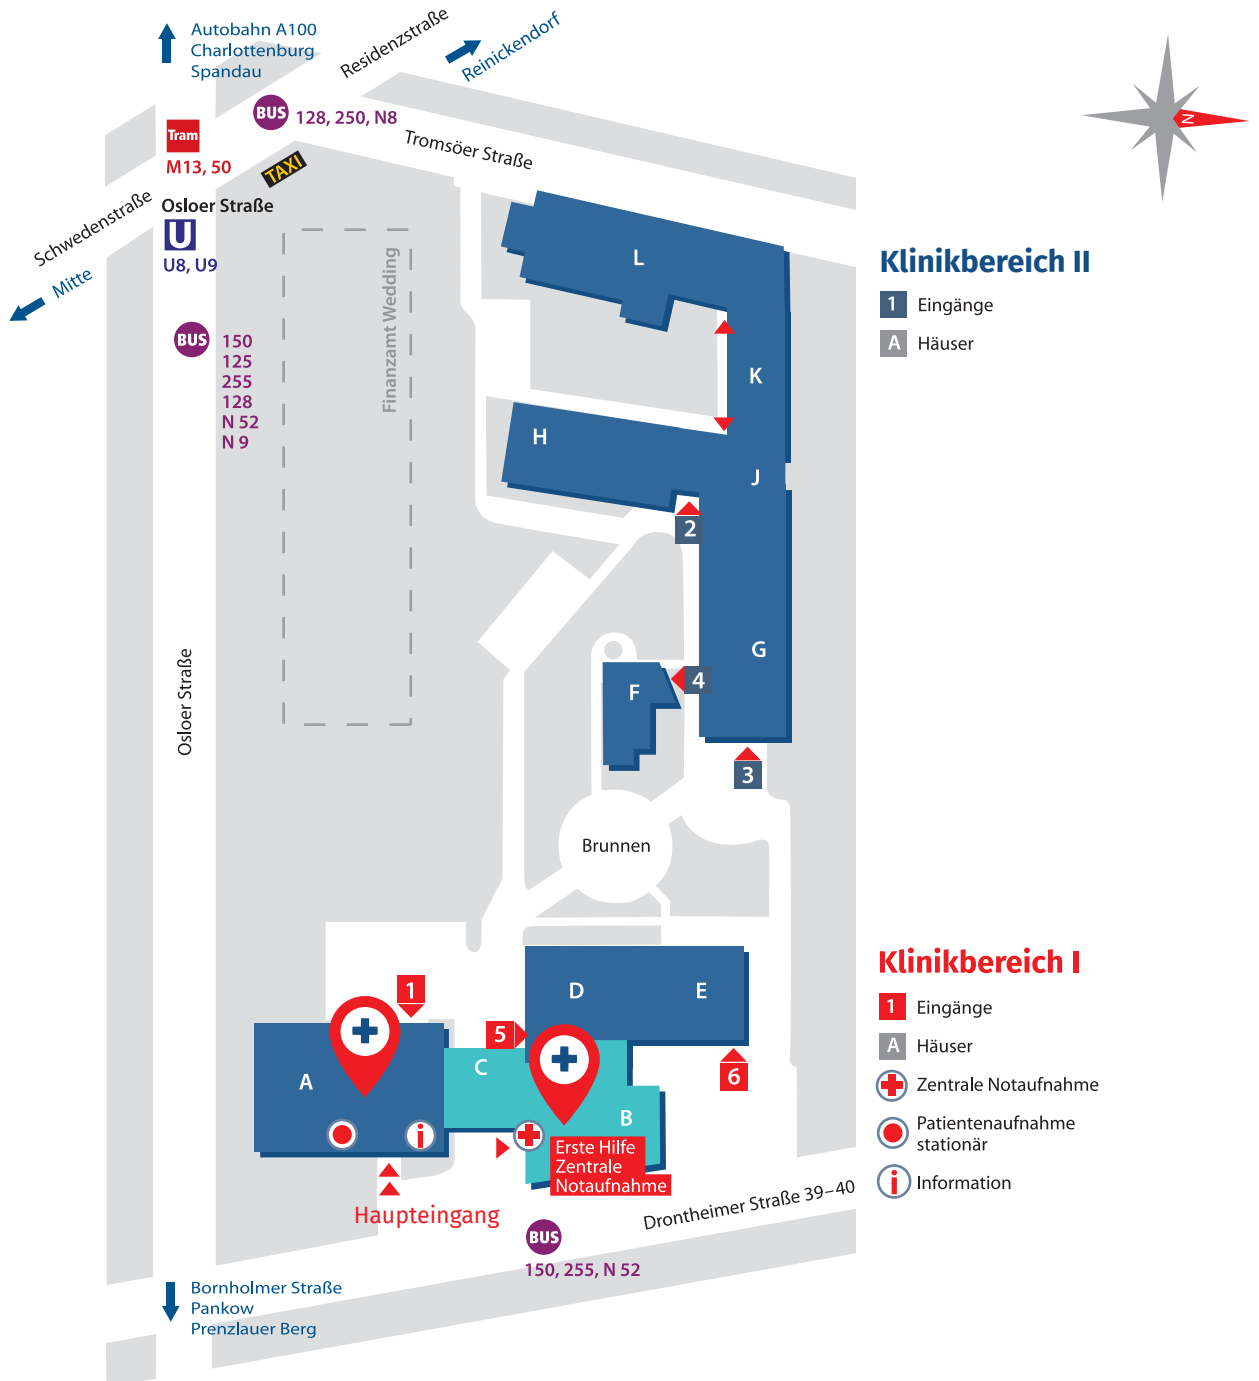 Autobahn A100
Charlottenburg
Spandau
Residenzstraße
Reinickendorf
BUS
128, 250, N8
Tram
M13, 50
TAXI
Tromsöer Straße
Schwedenstraße
Osloer Straße
U
U8, U9
Mitte
BUS
150
125
255
128
N 52
N 9
Finanzamt Wedding
N
Klinikbereich II
1 Eingänge
A Häuser
L
K
H
J
2
G
F
4
3
Osloer Straße
Brunnen
Klinikbereich I
1 Eingänge
A Häuser
Zentrale Notaufnahme
Patientenaufnahme
stationär
i Information
D
E
1
5
6
C
A
B
i
Erste Hilfe
Zentrale
Notaufnahme
Haupteingang
Drontheimer Straße 39–40
BUS
150, 255, N 52
Bornholmer Straße
Pankow
Prenzlauer Berg